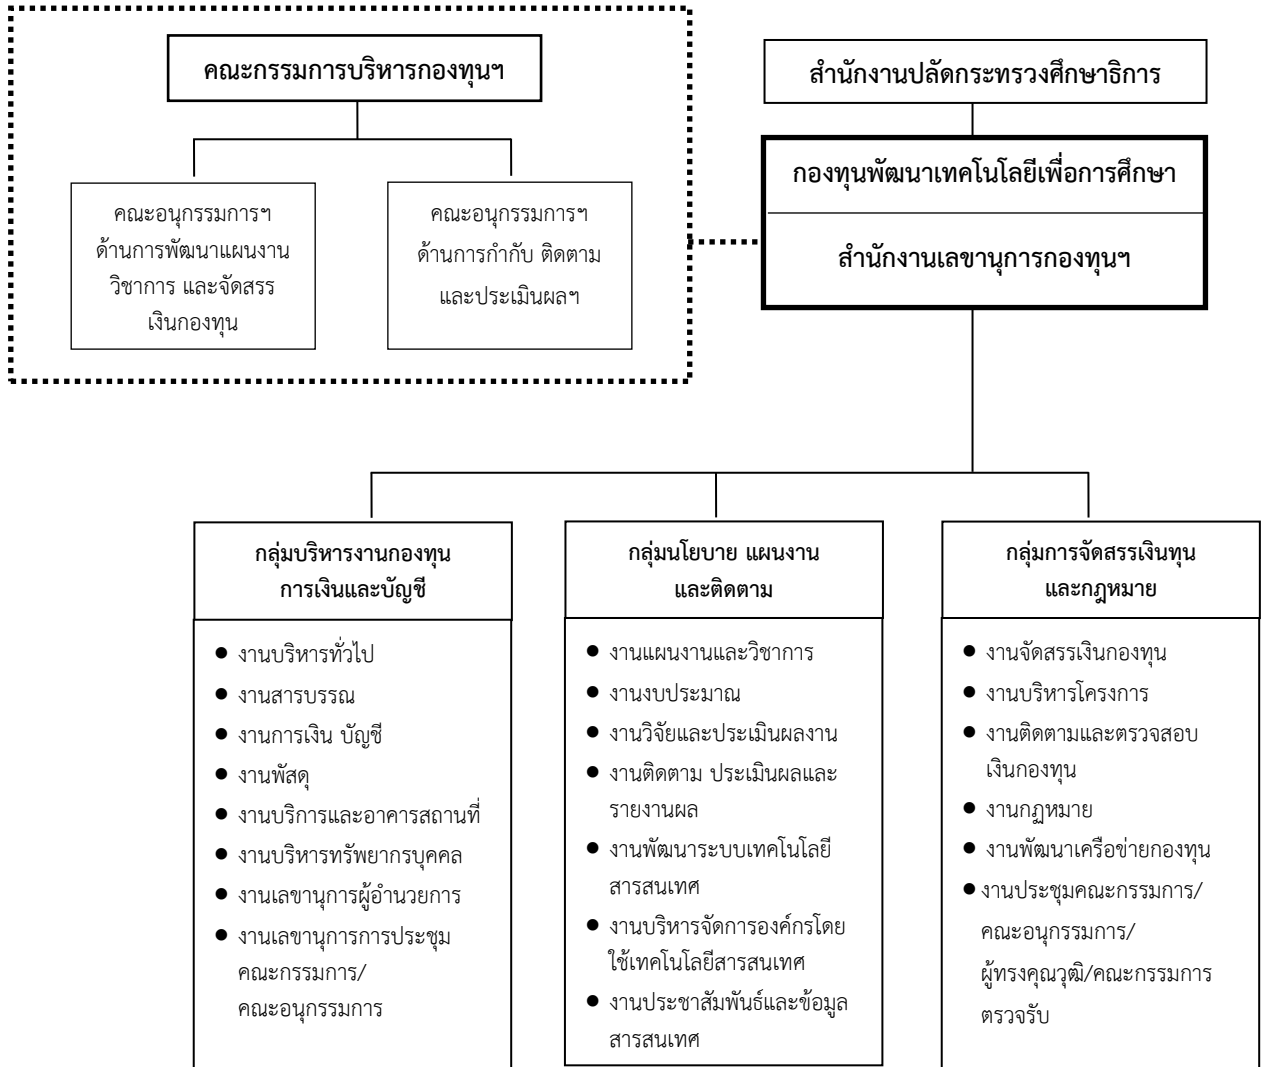 คณะกรรมการบริหารกองทุนฯ
คณะอนุกรรมการฯ
ด้านการพัฒนาแผนงาน
วิชาการ และจัดสรร
เงินกองทุน
คณะอนุกรรมการฯ
ด้านการกำกับ ติดตาม
และประเมินผลฯ
สำนักงานปลัดกระทรวงศึกษาธิการ
กองทุนพัฒนาเทคโนโลยีเพื่อการศึกษา
สำนักงานเลขานุการกองทุนฯ
กลุ่มบริหารงานกองทุน
การเงินและบัญชี
● งานบริหารทั่วไป
● งานสารบรรณ
● งานการเงิน บัญชี
● งานพัสดุ
● งานบริการและอาคารสถานที่
● งานบริหารทรัพยากรบุคคล
● งานเลขานุการผู้อำนวยการ
● งานเลขานุการการประชุม
คณะกรรมการ/
คณะอนุกรรมการ
กลุ่มนโยบาย แผนงาน
และติดตาม
● งานแผนงานและวิชาการ
● งานงบประมาณ
● งานวิจัยและประเมินผลงาน
● งานติดตาม ประเมินผลและ
รายงานผล
● งานพัฒนาระบบเทคโนโลยี
สารสนเทศ
● งานบริหารจัดการองค์กรโดย
ใช้เทคโนโลยีสารสนเทศ
● งานประชาสัมพันธ์และข้อมูล
สารสนเทศ
กลุ่มการจัดสรรเงินทุน
และกฎหมาย
● งานจัดสรรเงินกองทุน
● งานบริหารโครงการ
● งานติดตามและตรวจสอบ
เงินกองทุน
● งานกฎหมาย
● งานพัฒนาเครือข่ายกองทุน
● งานประชุมคณะกรรมการ/
คณะอนุกรรมการ/
ผู้ทรงคุณวุฒิ/คณะกรรมการ
ตรวจรับ